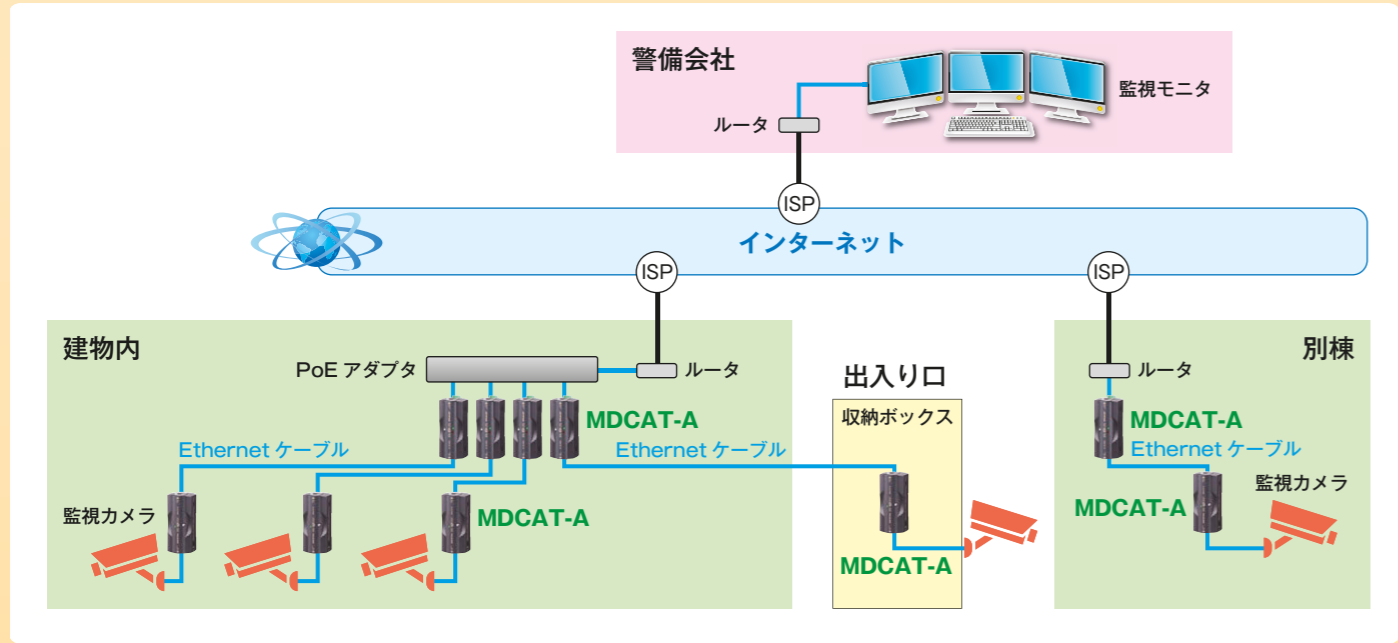 警備会社
監視モニタ
ルータ
ISP
インターネット
ISP
ISP
建物内
PoE アダプタ
ルータ
MDCAT-A
Ethernet ケーブル
Ethernet ケーブル
監視カメラ
MDCAT-A
出入り口
収納ボックス
MDCAT-A
別棟
ルータ
MDCAT-A
Ethernet ケーブル
監視カメラ
MDCAT-A